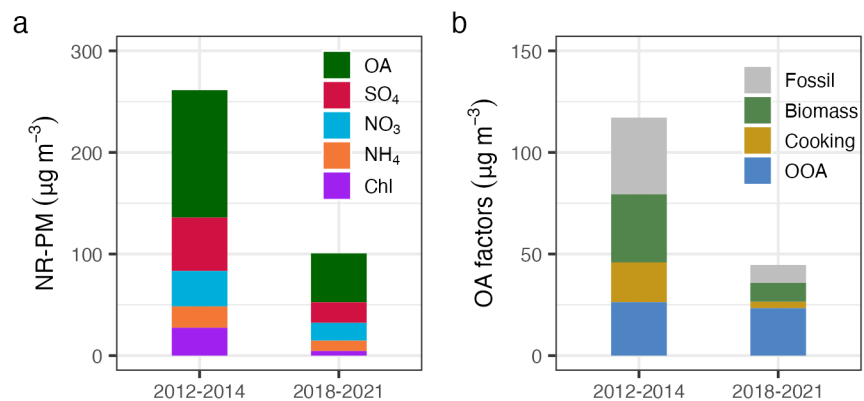 a
NR-PM (μg m⁻³)
300
200
100
0
OA
SO₄
NO₃
NH₄
Chl
2012-2014
2018-2021
b
OA factors (μg m⁻³)
150
100
50
0
Fossil
Biomass
Cooking
OOA
2012-2014
2018-2021